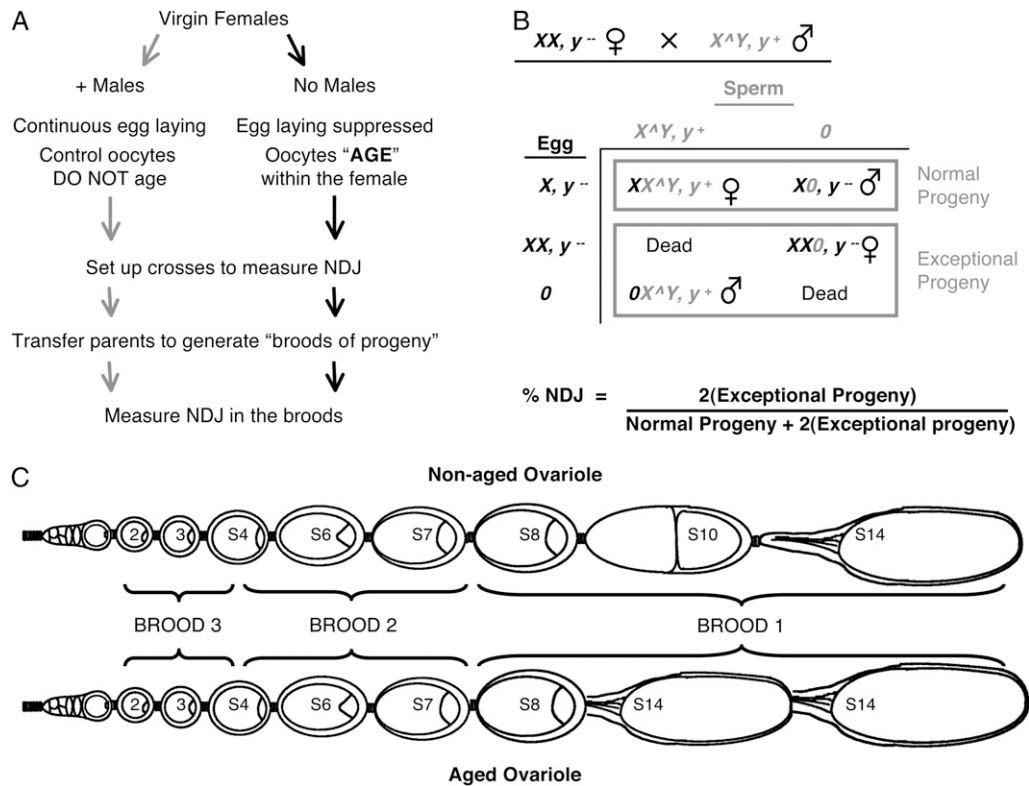 A
Virgin Females
+ Males
No Males
Continuous egg laying
Egg laying suppressed
Control oocytes
DO NOT age
Oocytes “AGE”
within the female
Set up crosses to measure NDJ
Transfer parents to generate “broods of progeny”
Measure NDJ in the broods
B
XX, y -- ♀ X X^Y, y + ♂
Sperm
Egg
X^Y, y + 0
X, y -- XX^Y, y + ♀ X0, y -- ♂
Normal
Progeny
XX, y -- Dead XX0, y -- ♀
0 0X^Y, y + ♂ Dead
Exceptional
Progeny
% NDJ = 2(Exceptional Progeny)
Normal Progeny + 2(Exceptional progeny)
C
Non-aged Ovariole
2 3 S4 S6 S7 S8 S10 S14
BROOD 3 BROOD 2 BROOD 1
2 3 S4 S6 S7 S8 S14 S14
Aged Ovariole